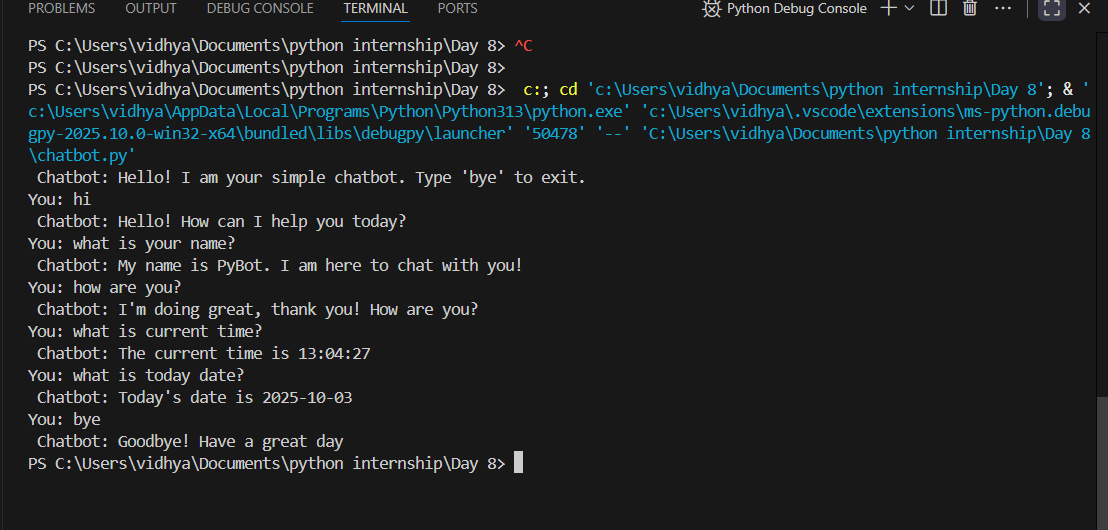 PROBLEMS OUTPUT DEBUG CONSOLE TERMINAL PORTS Python Debug Console
PS C:\Users\vidhya\Documents\python internship\Day 8> ^C
PS C:\Users\vidhya\Documents\python internship\Day 8>
PS C:\Users\vidhya\Documents\python internship\Day 8>  c:; cd 'c:\Users\vidhya\Documents\python internship\Day 8'; & '
c:\Users\vidhya\AppData\Local\Programs\Python\Python313\python.exe' 'c:\Users\vidhya\.vscode\extensions\ms-python.debu
gpy-2025.10.0-win32-x64\bundled\libs\debugpy\launcher' '50478' '--' 'C:\Users\vidhya\Documents\python internship\Day 8
\chatbot.py'
 Chatbot: Hello! I am your simple chatbot. Type 'bye' to exit.
You: hi
 Chatbot: Hello! How can I help you today?
You: what is your name?
 Chatbot: My name is PyBot. I am here to chat with you!
You: how are you?
 Chatbot: I'm doing great, thank you! How are you?
You: what is current time?
 Chatbot: The current time is 13:04:27
You: what is today date?
 Chatbot: Today's date is 2025-10-03
You: bye
 Chatbot: Goodbye! Have a great day
PS C:\Users\vidhya\Documents\python internship\Day 8>